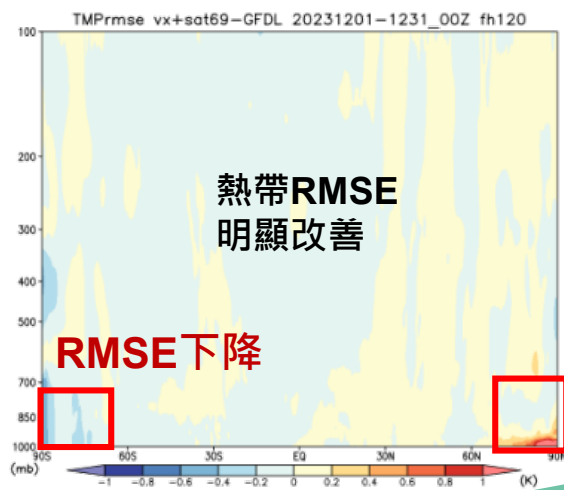 TMPrmse vx+sat69-GFDL 20231201-1231_00Z fh120
100
200
熱帶RMSE
明顯改善
300
400
500
RMSE下降
700
850
1000
90S 60S 30S EQ 30N 60N 90N
(mb)
-1 -0.8 -0.6 -0.4 -0.2 0 0.2 0.4 0.6 0.8 1 (K)